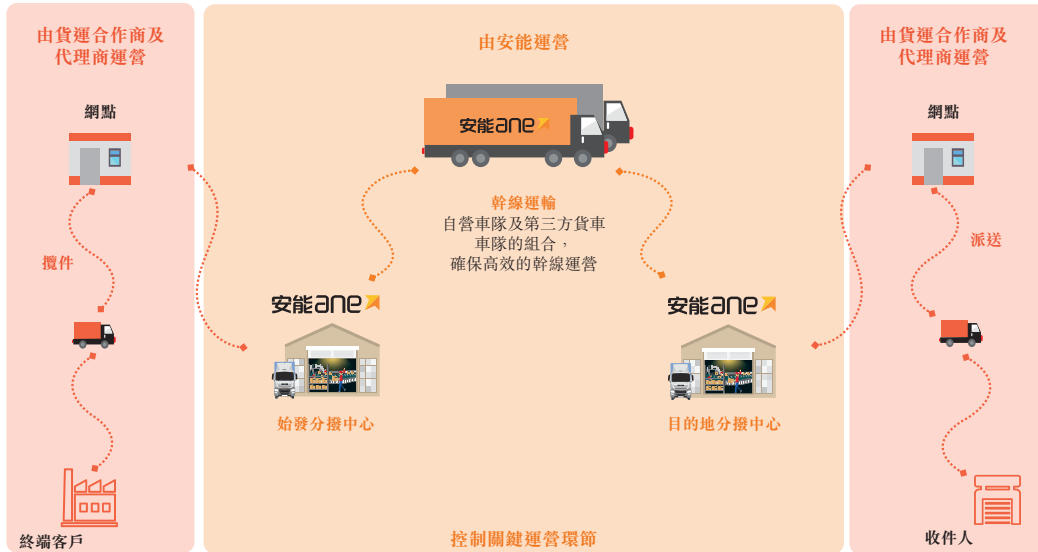 由貨運合作商及
代理商運營
網點
攬件
終端客戶
由安能運營
安能ane
幹線運輸
自營車隊及第三方貨車
車隊的組合，
確保高效的幹線運營
安能ane
始發分撥中心
安能ane
目的地分撥中心
控制關鍵運營環節
由貨運合作商及
代理商運營
網點
派送
收件人